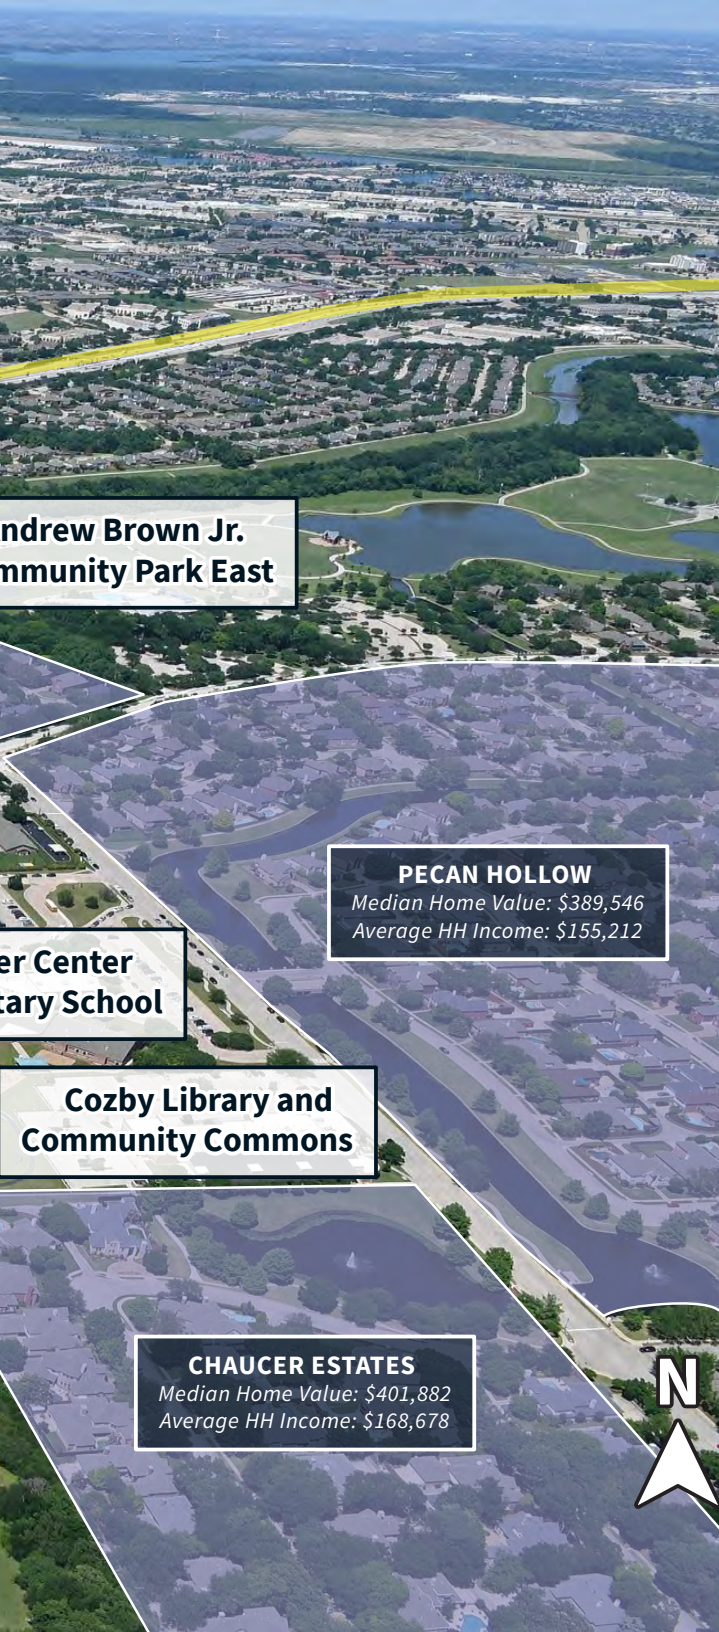 ndrew Brown Jr.
mmunity Park East
PECAN HOLLOW
Median Home Value: $389,546
Average HH Income: $155,212
er Center
tary School
Cozby Library and
Community Commons
CHAUCER ESTATES
Median Home Value: $401,882
Average HH Income: $168,678
N